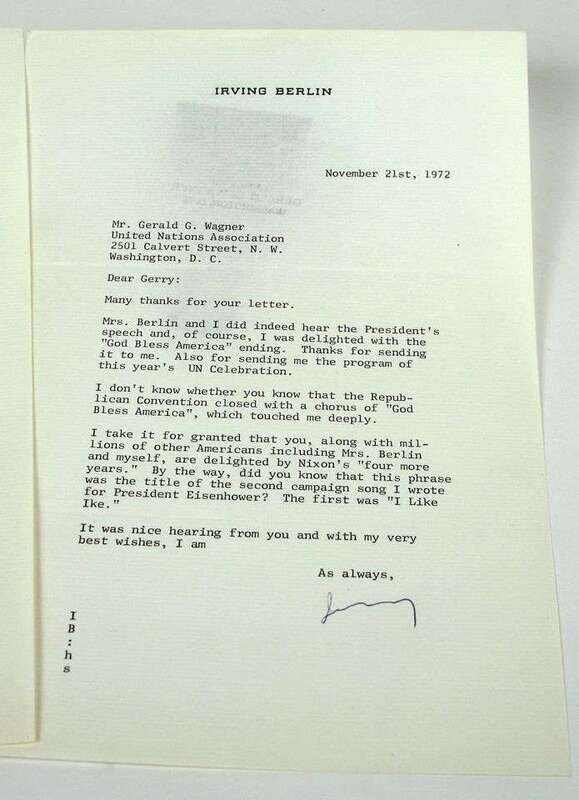 IRVING BERLIN
November 21st, 1972
Mr. Gerald G. Wagner
United Nations Association
2501 Calvert Street, N. W.
Washington, D. C.
Dear Gerry:
Many thanks for your letter.
Mrs. Berlin and I did indeed hear the President's
speech and, of course, I was delighted with the
"God Bless America" ending. Thanks for sending
it to me. Also for sending me the program of
this year's UN Celebration.
I don't know whether you know that the Repub-
lican Convention closed with a chorus of "God
Bless America", which touched me deeply.
I take it for granted that you, along with mil-
lions of other Americans including Mrs. Berlin
and myself, are delighted by Nixon's "four more
years." By the way, did you know that this phrase
was the title of the second campaign song I wrote
for President Eisenhower? The first was "I Like
Ike."
It was nice hearing from you and with my very
best wishes, I am
As always,
I
B
:
h
s